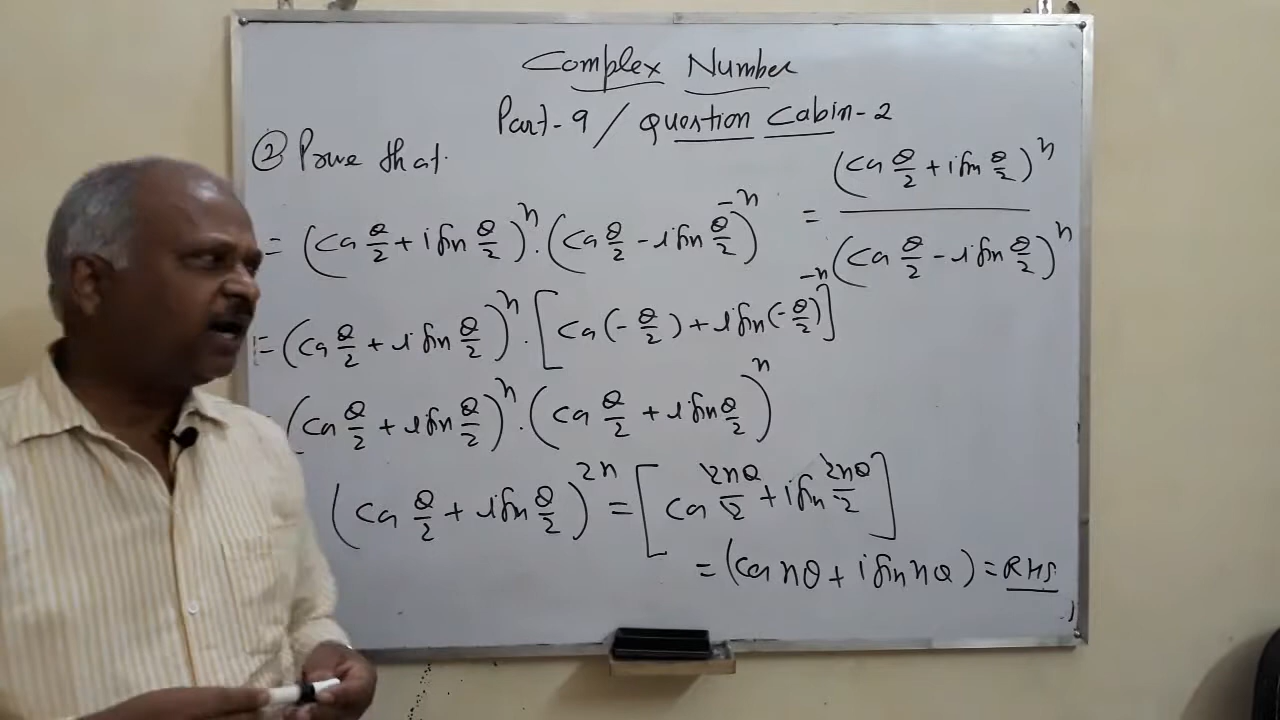 Complex Number
Part-9 / Question Cabin-2
② Prove that.
= (cos θ/2 + i sin θ/2)^n / (cos θ/2 - i sin θ/2)^n
= (cos θ/2 + i sin θ/2)^n . (cos θ/2 - i sin θ/2)^-n
= (cos θ/2 + i sin θ/2)^n . [cos (-θ/2) + i sin (-θ/2)]^-n
(cos θ/2 + i sin θ/2)^n . (cos θ/2 + i sin θ/2)^n
(cos θ/2 + i sin θ/2)^2n = [cos 2nθ/2 + i sin 2nθ/2]
= (cos nθ + i sin nθ) = RHS